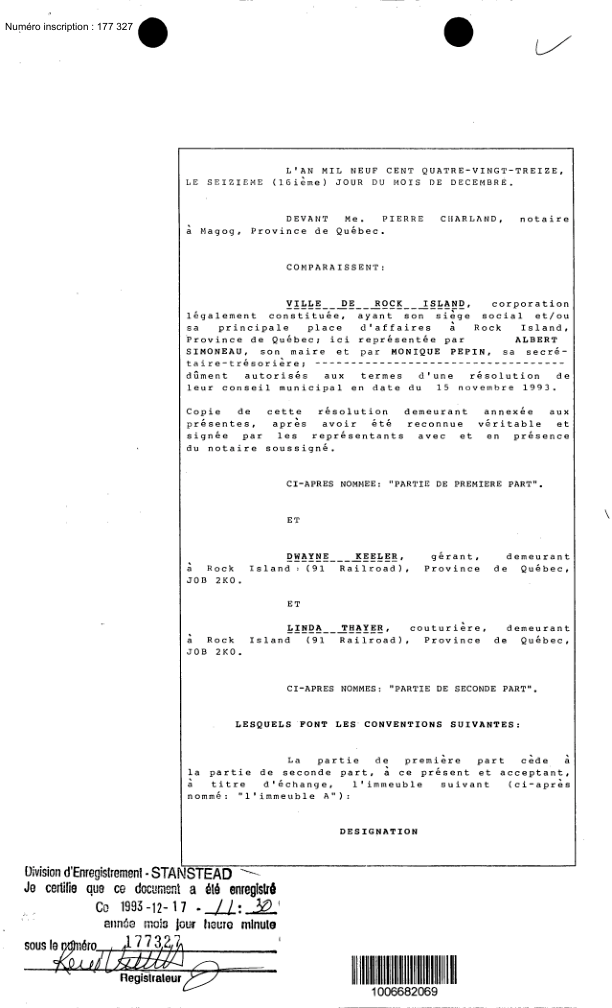 Numéro inscription : 177 327
L'AN MIL NEUF CENT QUATRE-VINGT-TREIZE,
LE SEIZIEME (16ième) JOUR DU MOIS DE DECEMBRE.
DEVANT Me. PIERRE CHARLAND, notaire
à Magog, Province de Québec.
COMPARAISSENT:
VILLE DE ROCK ISLAND, corporation
légalement constituée, ayant son siège social et/ou
sa principale place d'affaires à Rock Island,
Province de Québec; ici représentée par ALBERT
SIMONEAU, son maire et par MONIQUE PEPIN, sa secré-
taire-trésorière; -----------------------------------
dûment autorisés aux termes d'une résolution de
leur conseil municipal en date du 15 novembre 1993.
Copie de cette résolution demeurant annexée aux
présentes, après avoir été reconnue véritable et
signée par les représentants avec et en présence
du notaire soussigné.
CI-APRES NOMMEE: "PARTIE DE PREMIERE PART".
ET
DWAYNE KEELER, gérant, demeurant
à Rock Island (91 Railroad), Province de Québec,
JOB 2KO.
ET
LINDA THAYER, couturière, demeurant
à Rock Island (91 Railroad), Province de Québec,
JOB 2KO.
CI-APRES NOMMES: "PARTIE DE SECONDE PART".
LESQUELS FONT LES CONVENTIONS SUIVANTES:
La partie de première part cède à
la partie de seconde part, à ce présent et acceptant,
à titre d'échange, l'immeuble suivant (ci-après
nommé: "l'immeuble A"):
DESIGNATION
Division d'Enregistrement - STANSTEAD
Je certifie que ce document a été enregistré
Ce 1993-12-17 - 11:30
année mois jour heure minute
sous le numéro 177327
Registrateur
1006682069